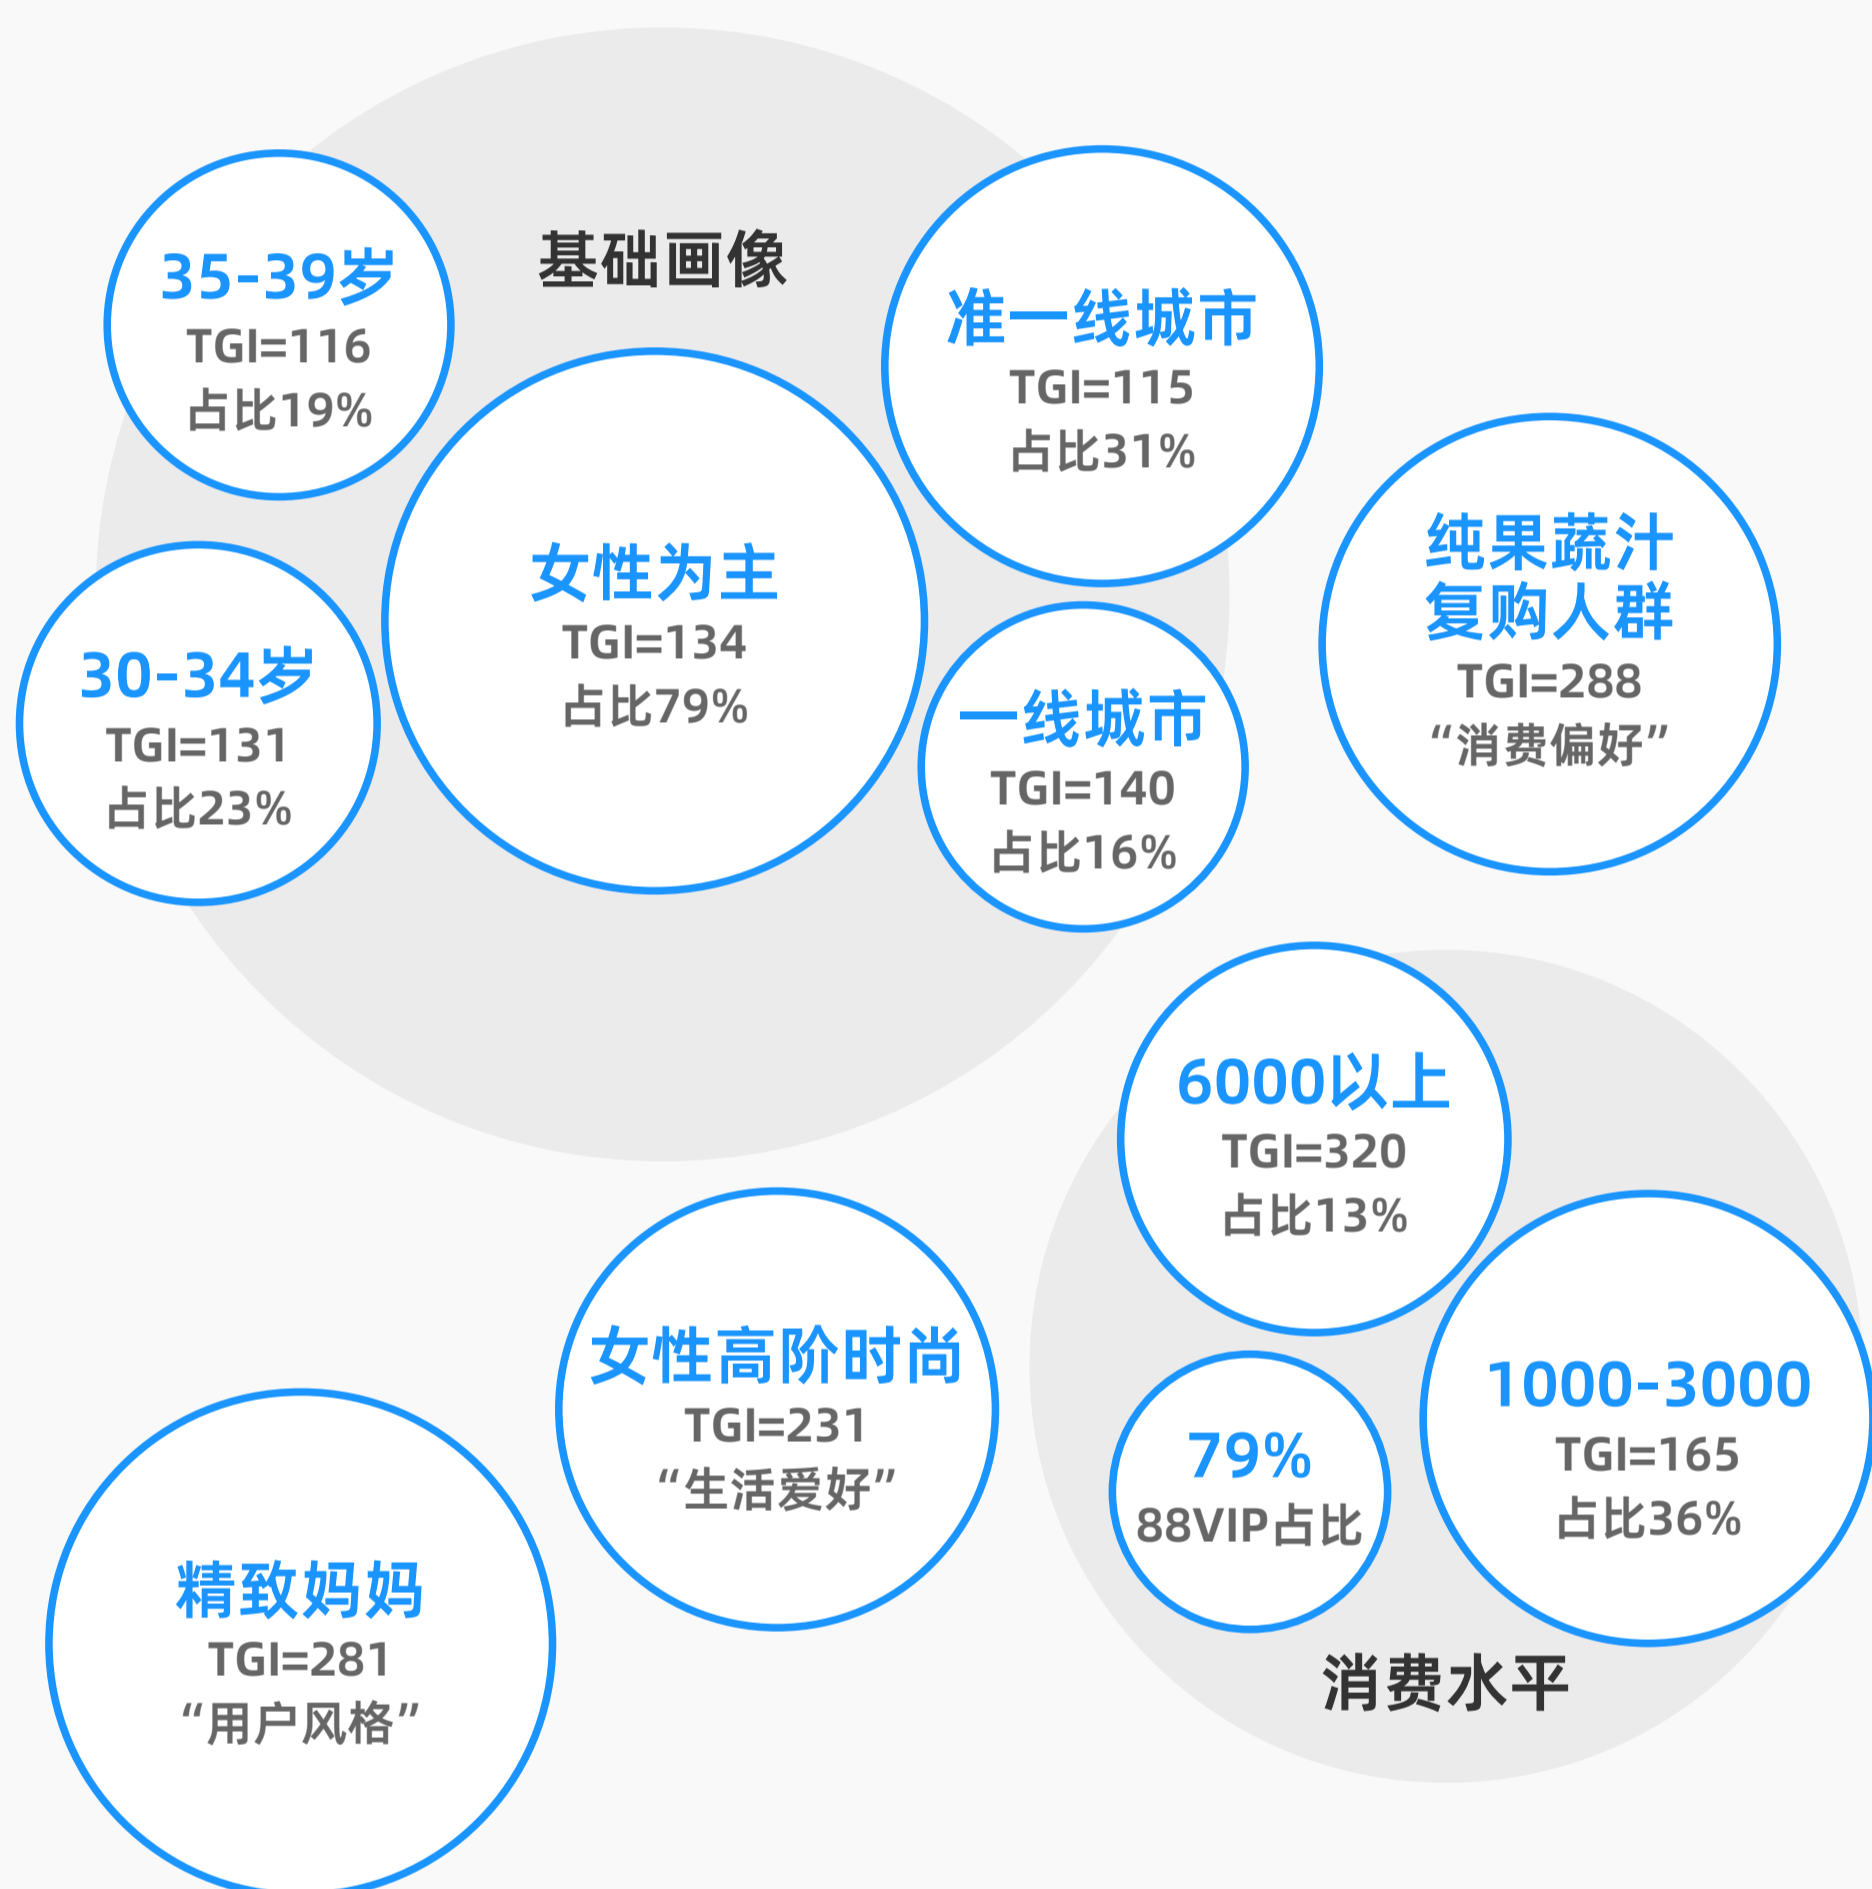 基础画像
35-39岁
TGI=116
占比19%
准一线城市
TGI=115
占比31%
女性为主
TGI=134
占比79%
30-34岁
TGI=131
占比23%
一线城市
TGI=140
占比16%
纯果蔬汁
复购人群
TGI=288
“消费偏好”
6000以上
TGI=320
占比13%
1000-3000
TGI=165
占比36%
79%
88VIP占比
消费水平
女性高阶时尚
TGI=231
“生活爱好”
精致妈妈
TGI=281
“用户风格”